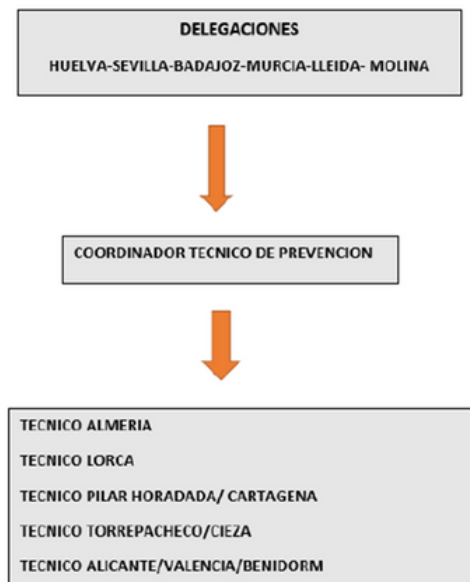 DELEGACIONES
HUELVA-SEVILLA-BADAJOZ-MURCIA-LLEIDA- MOLINA
COORDINADOR TECNICO DE PREVENCION
TECNICO ALMERIA
TECNICO LORCA
TECNICO PILAR HORADADA/ CARTAGENA
TECNICO TORREPACHECO/CIEZA
TECNICO ALICANTE/VALENCIA/BENIDORM